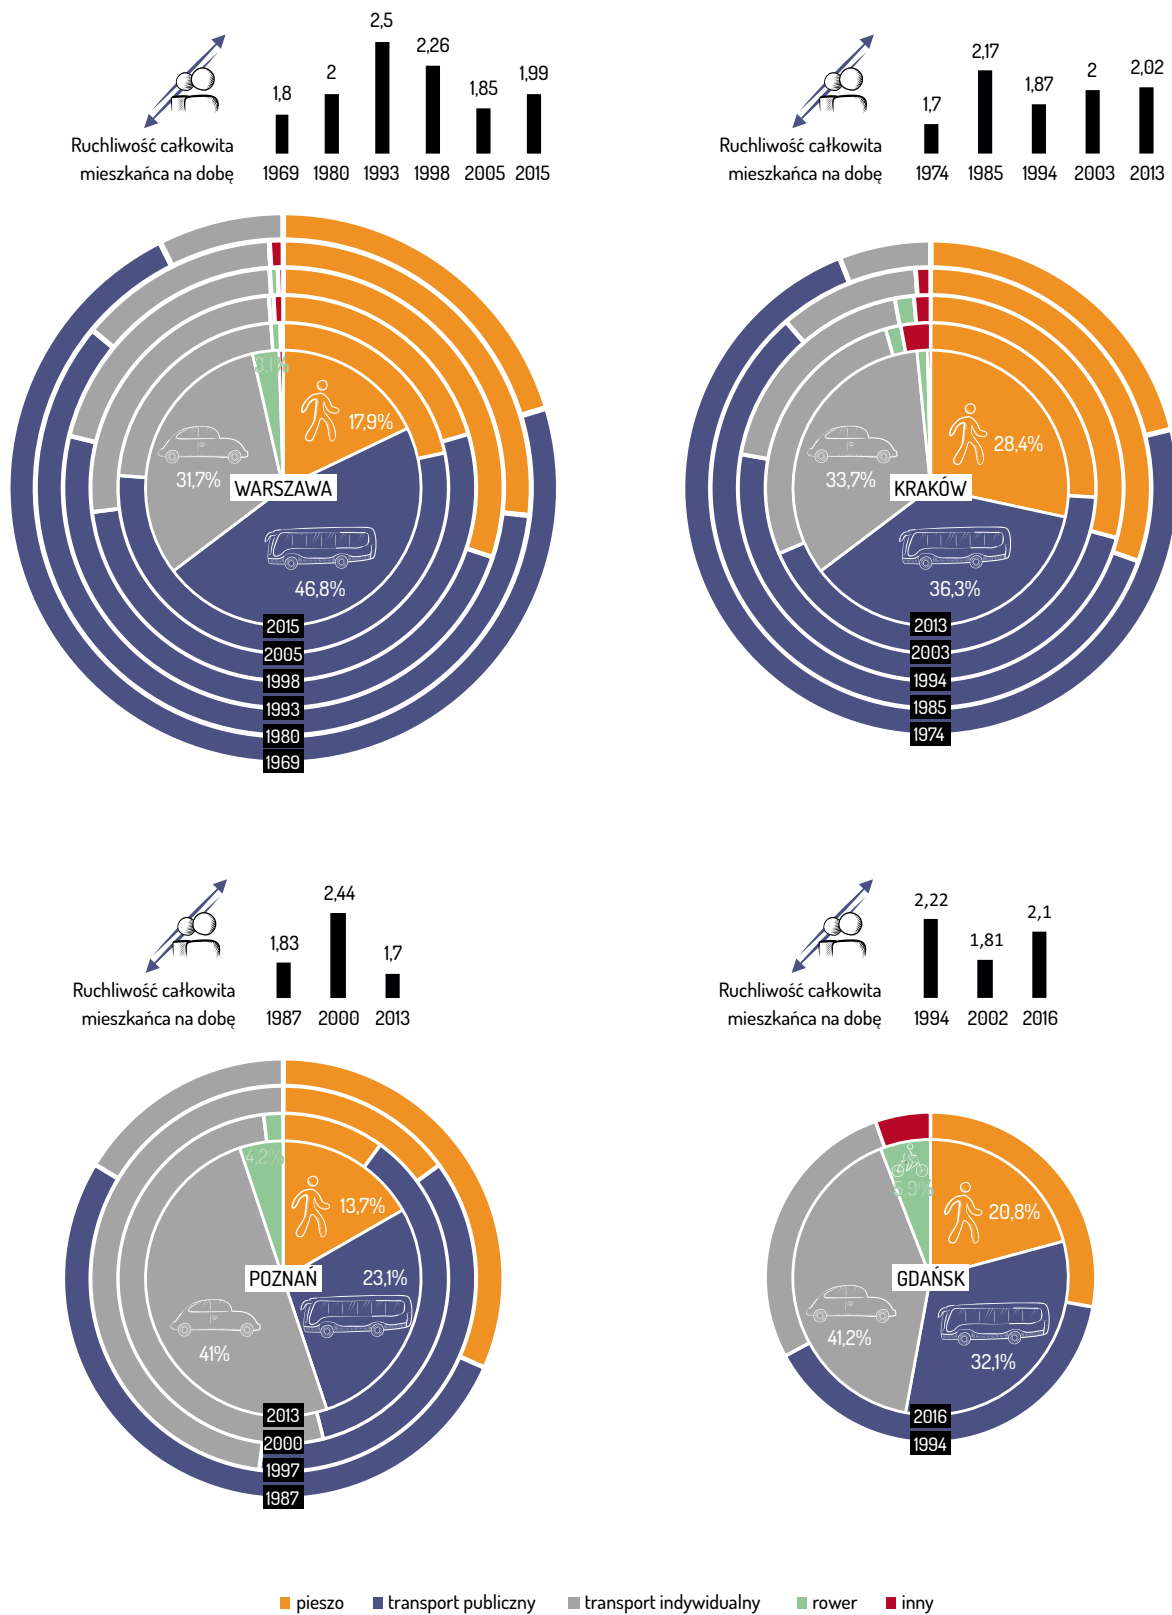 2,5
2,26
2
1,99
1,8
1,85
Ruchliwość całkowita
mieszkańca na dobę
1969 1980 1993 1998 2005 2015
3,1%
17,9%
31,7%
WARSZAWA
46,8%
2015
2005
1998
1993
1980
1969
2,17
2,02
2
1,87
1,7
Ruchliwość całkowita
mieszkańca na dobę
1974 1985 1994 2003 2013
28,4%
33,7%
KRAKÓW
36,3%
2013
2003
1994
1985
1974
2,44
1,83
1,7
Ruchliwość całkowita
mieszkańca na dobę
1987 2000 2013
4,2%
13,7%
POZNAŃ
23,1%
41%
2013
2000
1997
1987
2,22
2,1
1,81
Ruchliwość całkowita
mieszkańca na dobę
1994 2002 2016
5,9%
20,8%
GDAŃSK
41,2%
32,1%
2016
1994
pieszo transport publiczny transport indywidualny rower inny